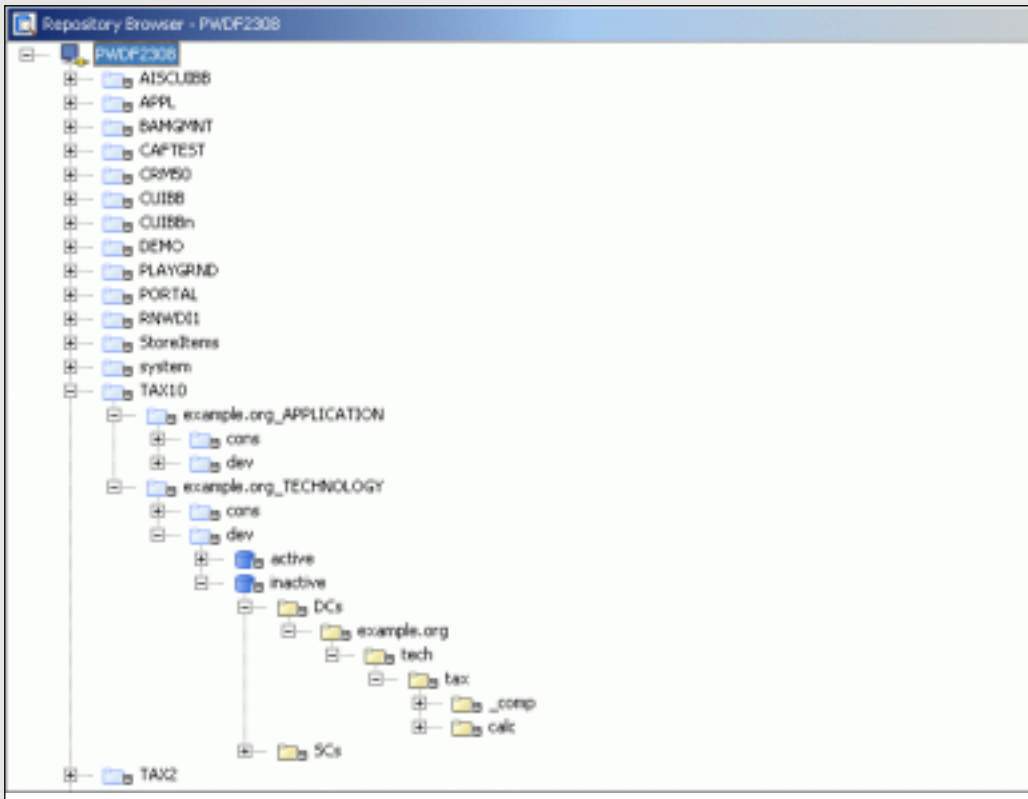 Repository Browser - PWDF2308
PWDF2308
AISCUIBB
APPL
BAMGMNT
CAFTEST
CRM50
CUIBB
CUIBBn
DEMO
PLAYGRND
PORTAL
RNWDI1
StoreItems
system
TAX10
example.org_APPLICATION
cons
dev
example.org_TECHNOLOGY
cons
dev
active
inactive
DCs
example.org
tech
tax
_comp
calc
SCs
TAX2